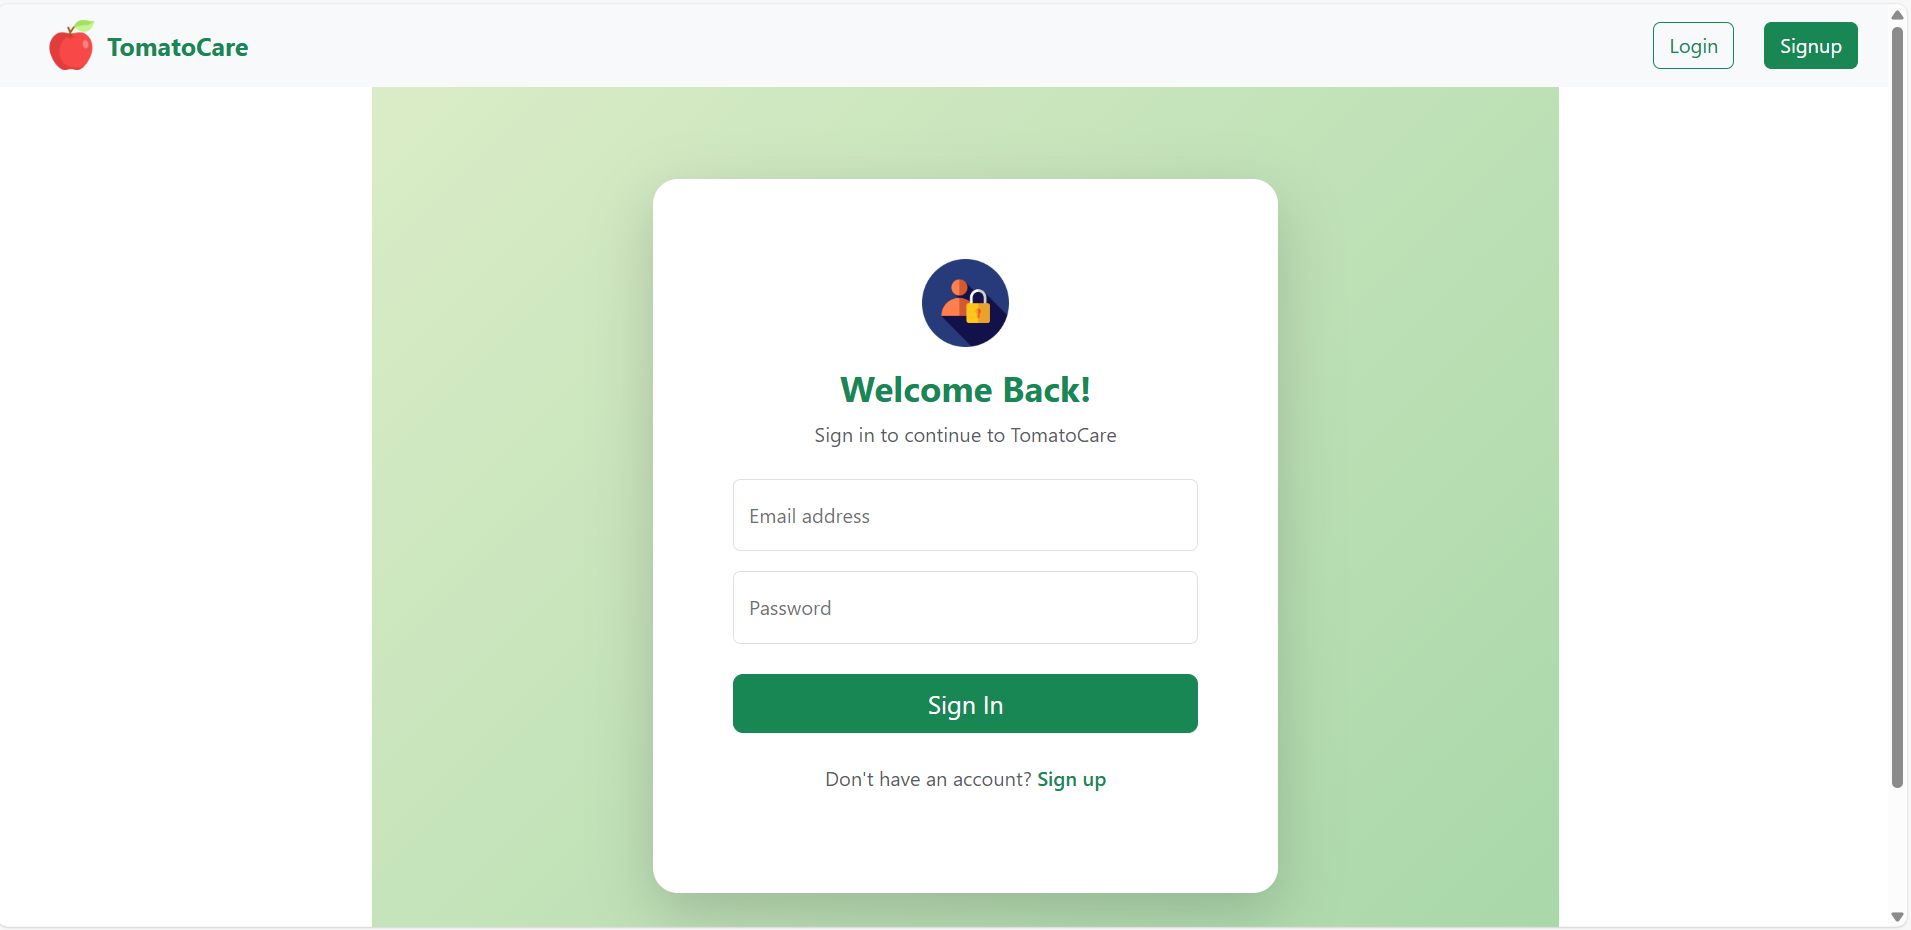 TomatoCare
Login
Signup
Welcome Back!
Sign in to continue to TomatoCare
Email address
Password
Sign In
Don't have an account? Sign up